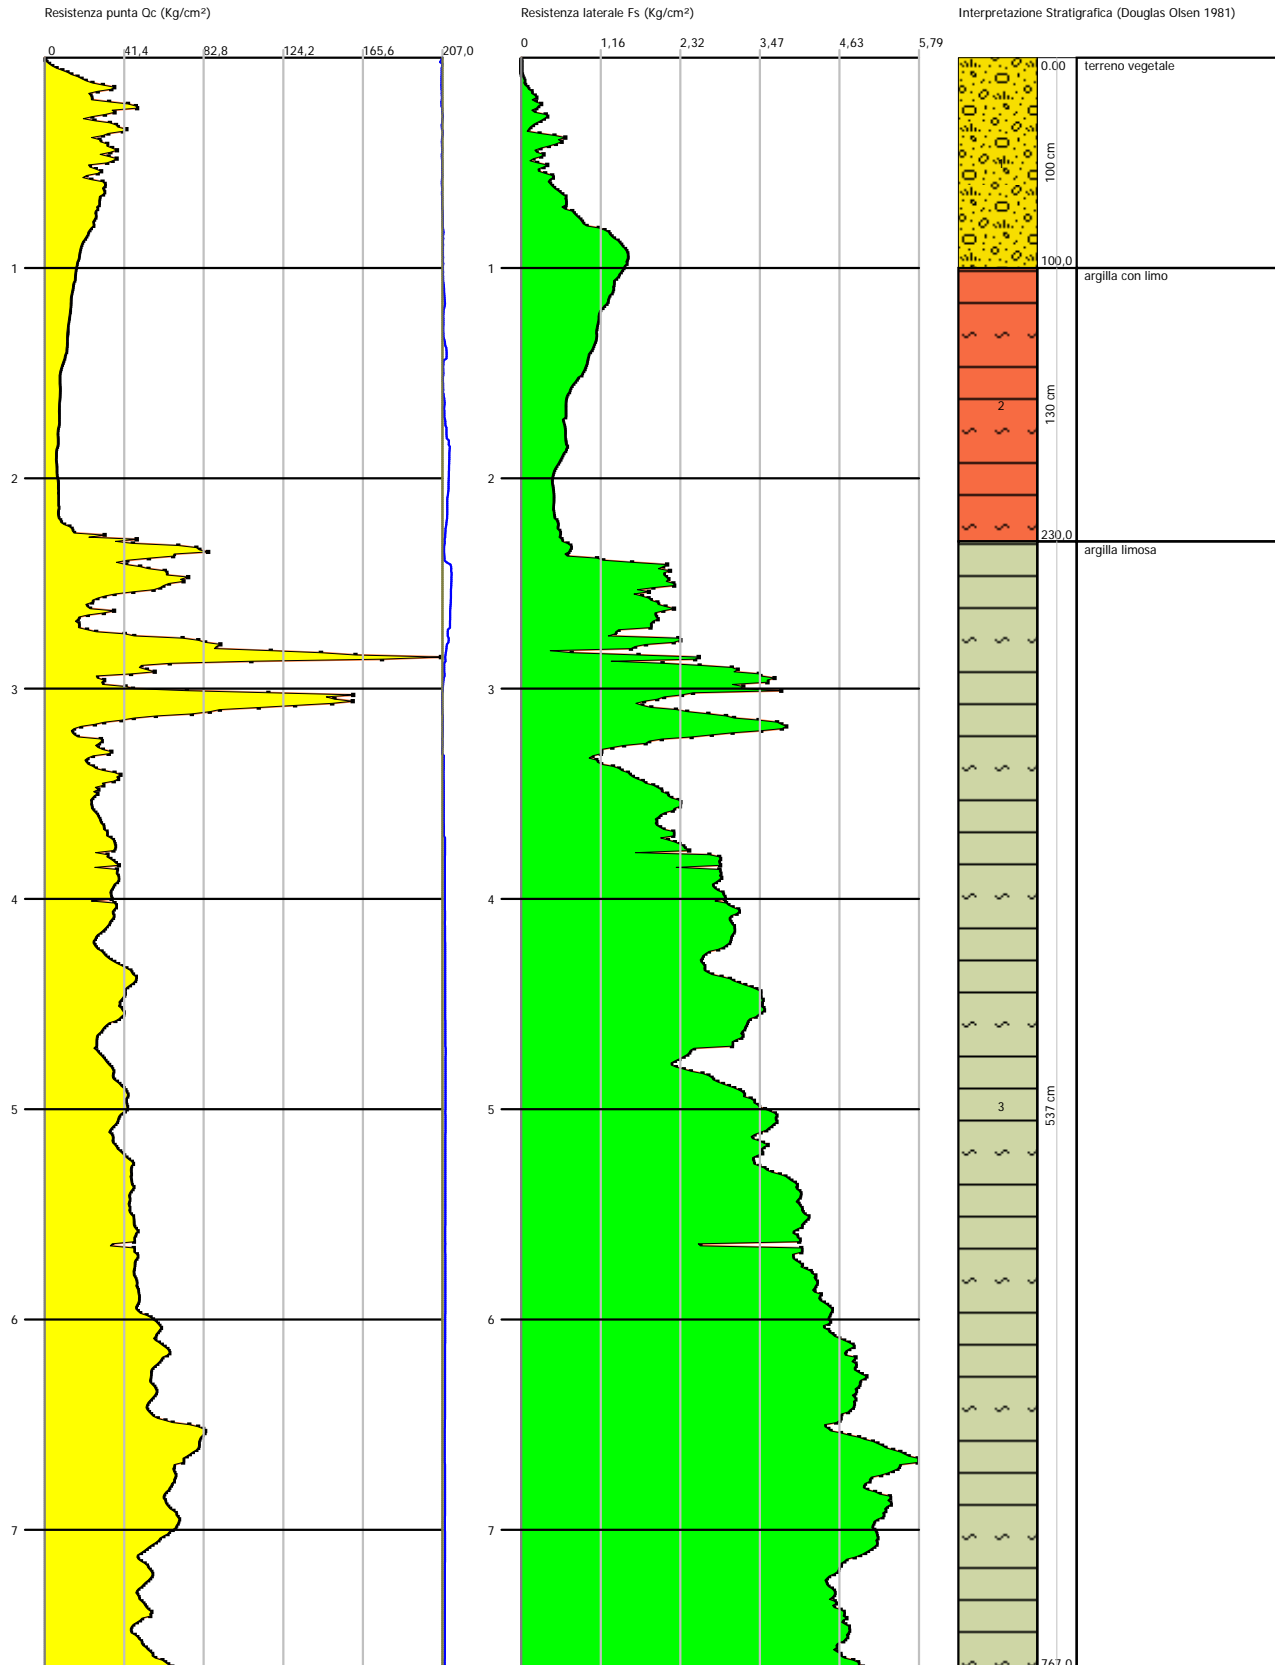 Resistenza punta Qc (Kg/cm²)
Resistenza laterale Fs (Kg/cm²)
Interpretazione Stratigrafica (Douglas Olsen 1981)
0 41,4 82,8 124,2 165,6 207,0
0 1,16 2,32 3,47 4,63 5,79
0.00
terreno vegetale
1
100 cm
100,0
1 1
argilla con limo
2
130 cm
2 2
230,0
argilla limosa
3 3
4 4
5 5
3
537 cm
6 6
7 7
767,0